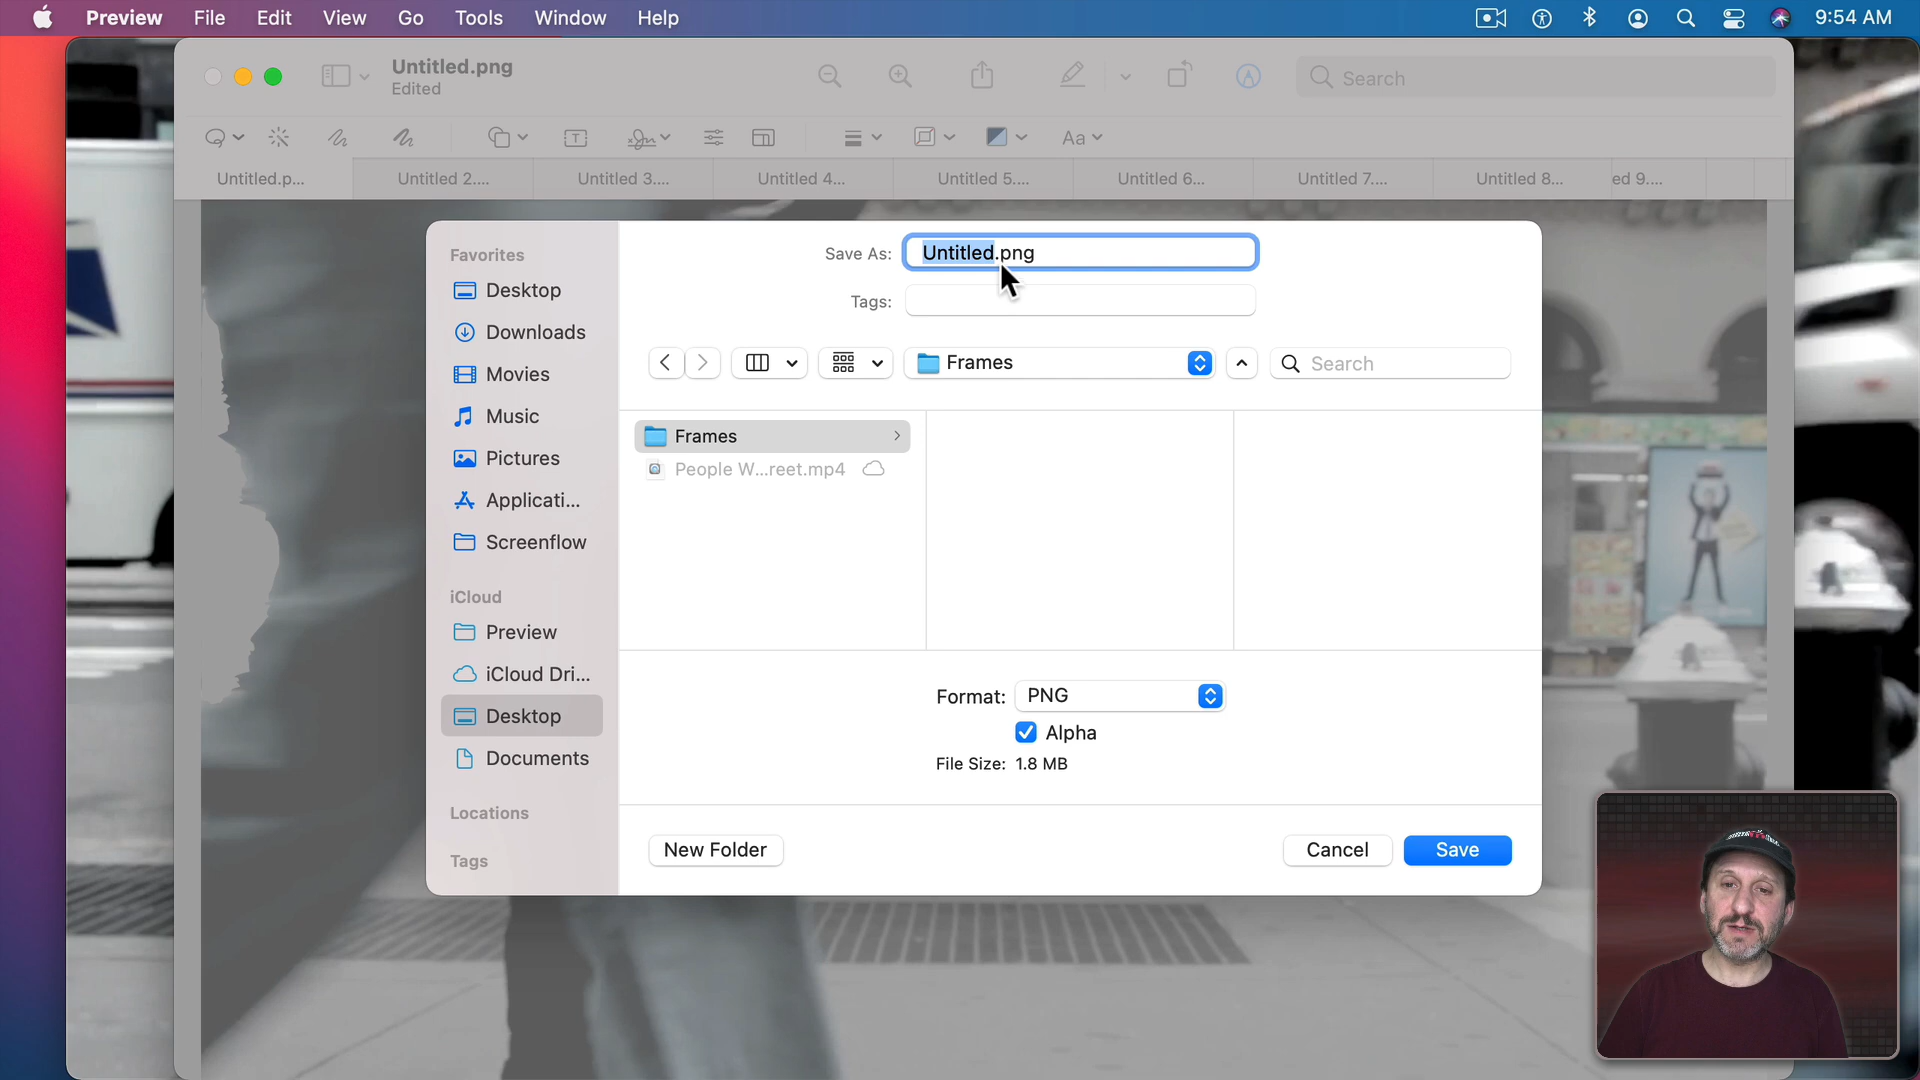 Preview File Edit View Go Tools Window Help 9:54 AM
Untitled.png
Edited
Search
Aa
Untitled.p... Untitled 2.... Untitled 3.... Untitled 4... Untitled 5.... Untitled 6... Untitled 7.... Untitled 8... ed 9....
Favorites
Desktop
Downloads
Movies
Music
Pictures
Applicati...
Screenflow
iCloud
Preview
iCloud Dri...
Desktop
Documents
Locations
Tags
Save As: Untitled.png
Tags:
Frames
Search
Frames
People W...reet.mp4
Format: PNG
Alpha
File Size: 1.8 MB
New Folder
Cancel
Save